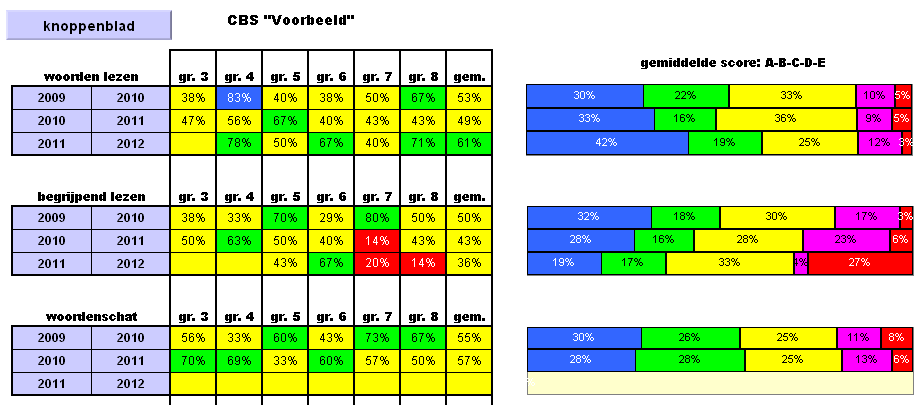 knoppenblad
CBS "Voorbeeld"
gemiddelde score: A-B-C-D-E
woorden lezen gr. 3 gr. 4 gr. 5 gr. 6 gr. 7 gr. 8 gem.
2009 2010 38% 83% 40% 38% 50% 67% 53% 30% 22% 33% 10% 5%
2010 2011 47% 56% 67% 40% 43% 43% 49% 33% 16% 36% 9% 5%
2011 2012 78% 50% 67% 40% 71% 61% 42% 19% 25% 12% 3%
begrijpend lezen gr. 3 gr. 4 gr. 5 gr. 6 gr. 7 gr. 8 gem.
2009 2010 38% 33% 70% 29% 80% 50% 50% 32% 18% 30% 17% 3%
2010 2011 50% 63% 50% 40% 14% 43% 43% 28% 16% 28% 23% 6%
2011 2012 43% 67% 20% 14% 36% 19% 17% 33% 4% 27%
woordenschat gr. 3 gr. 4 gr. 5 gr. 6 gr. 7 gr. 8 gem.
2009 2010 56% 33% 60% 43% 73% 67% 55% 30% 26% 25% 11% 8%
2010 2011 70% 69% 33% 60% 57% 50% 57% 28% 28% 25% 13% 6%
2011 2012